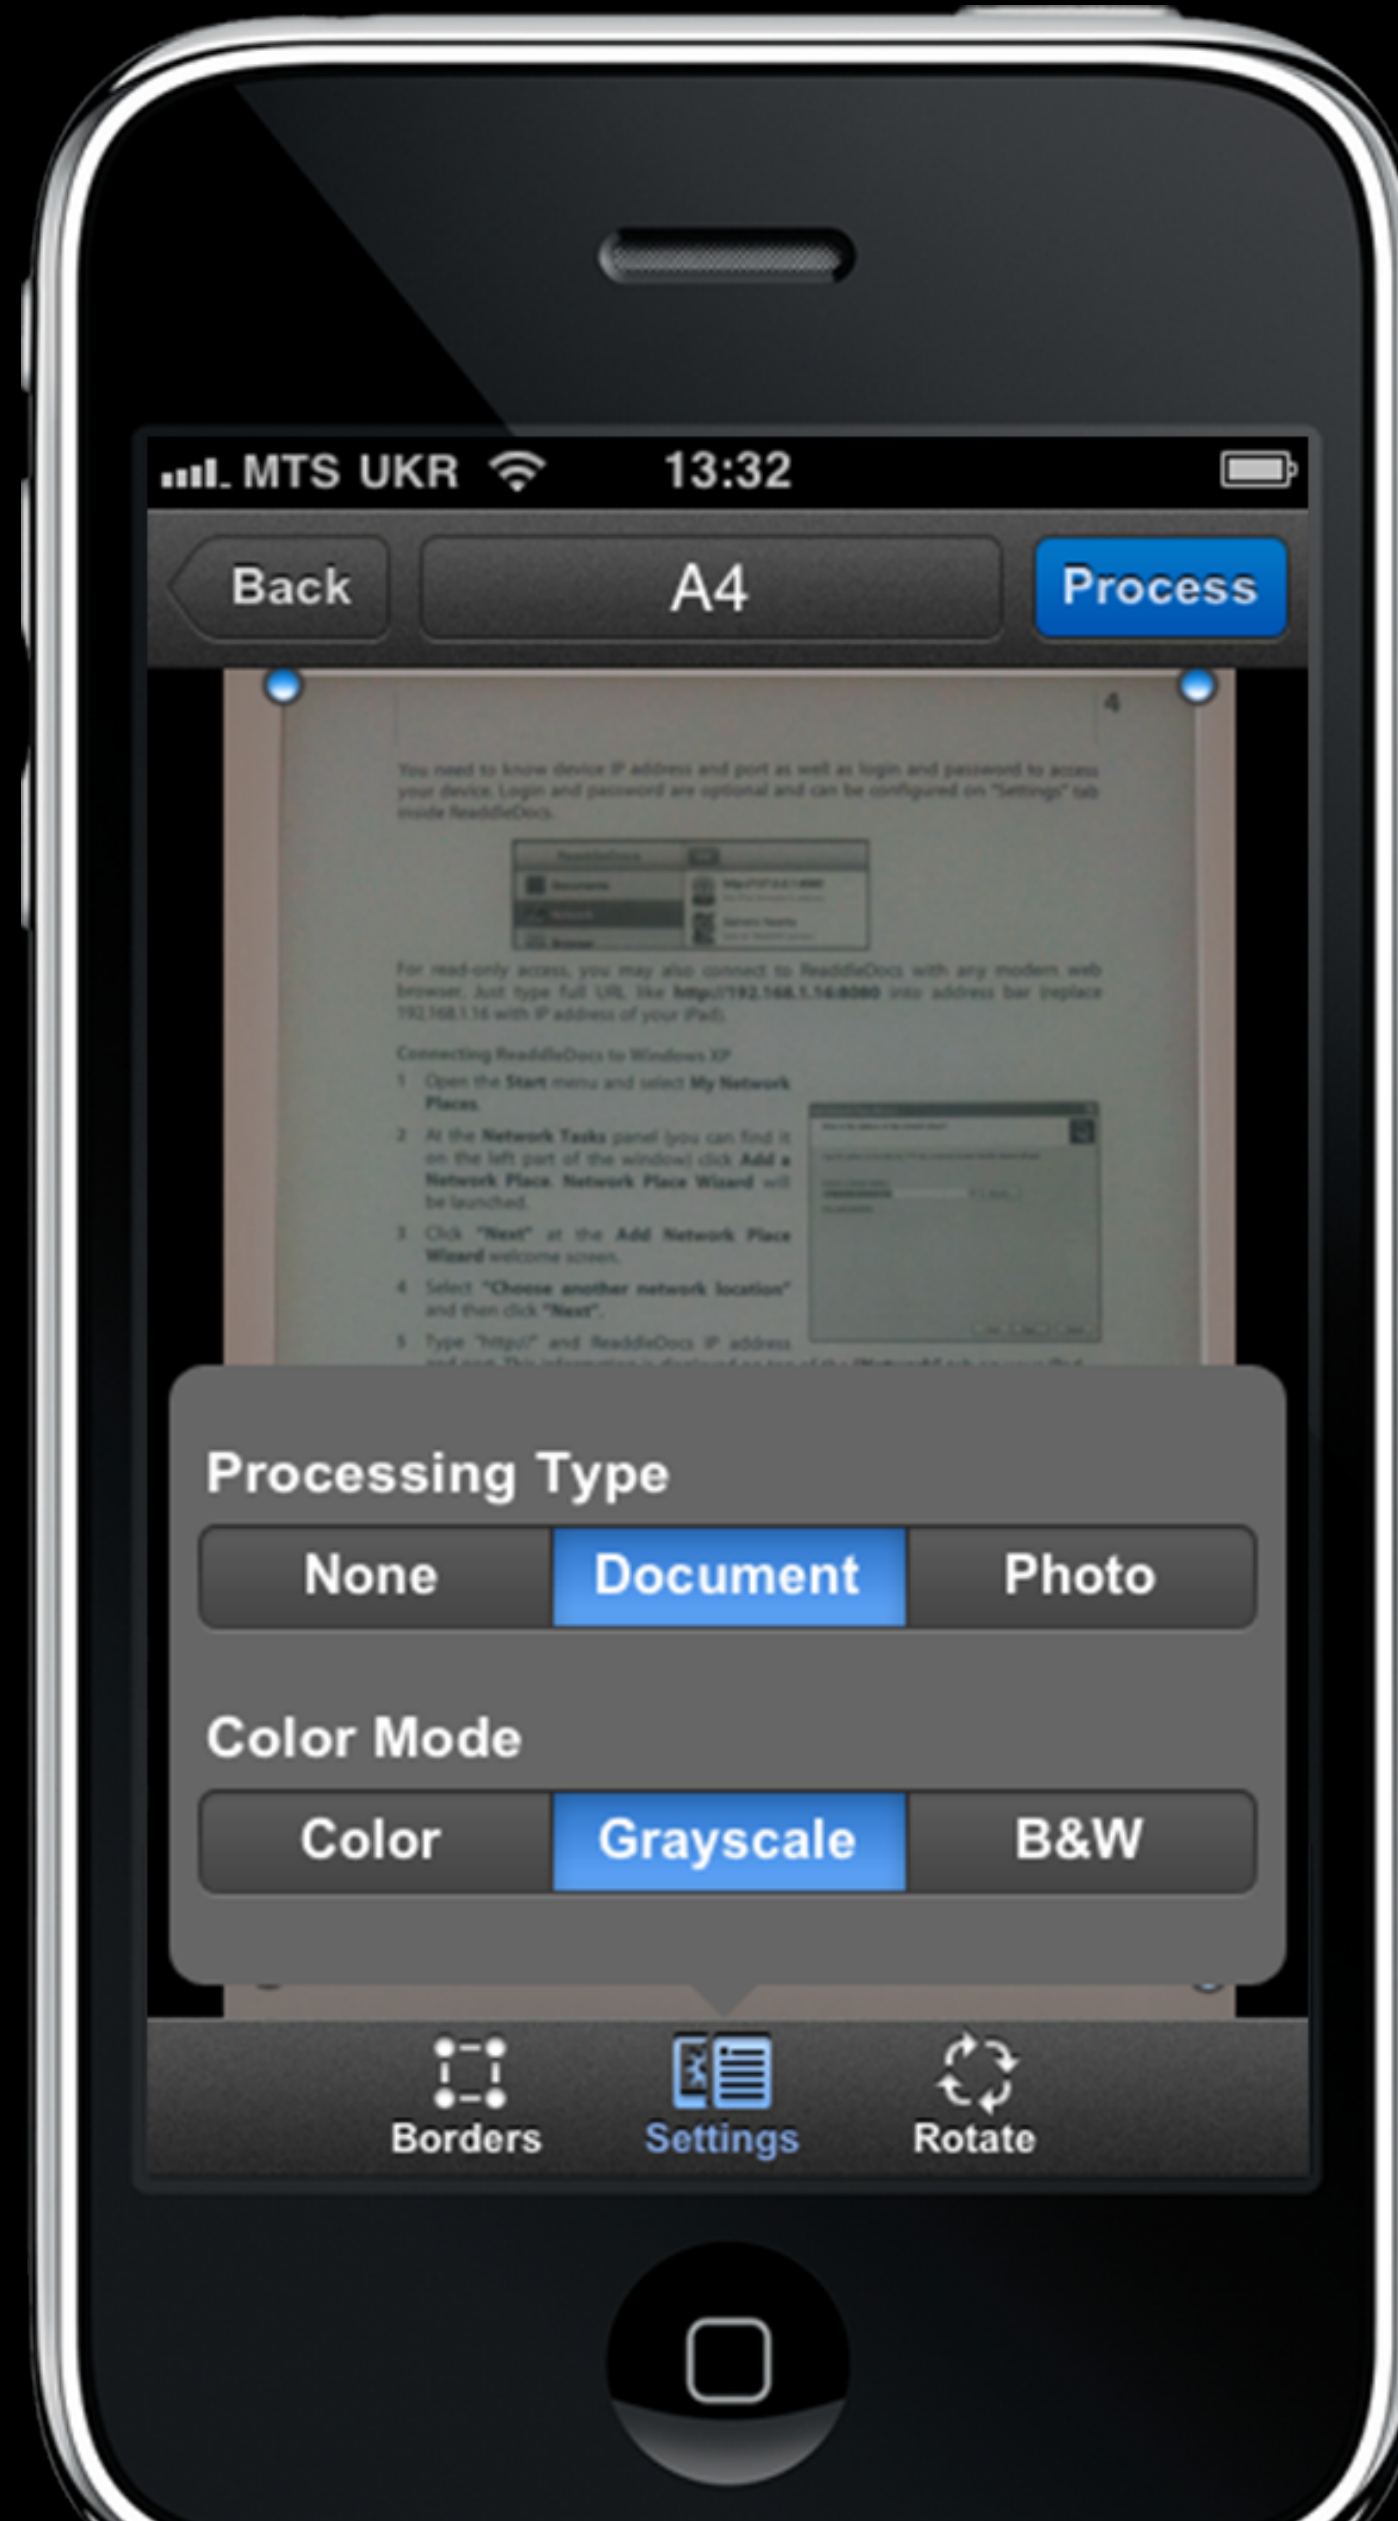 MTS UKR 13:32
Back
A4
Process
4
You need to know device IP address and port as well as login and password to access
your device. Login and password are optional and can be configured on "Settings" tab
inside ReaddleDocs.
ReaddleDocs
Documents
Network
Browser
For read-only access, you may also connect to ReaddleDocs with any modern web
browser. Just type full URL like http://192.168.1.16:8080 into address bar (replace
192.168.1.16 with IP address of your iPad).
Connecting ReaddleDocs to Windows XP
1 Open the Start menu and select My Network
Places.
2 At the Network Tasks panel (you can find it
on the left part of the window) click Add a
Network Place. Network Place Wizard will
be launched.
3 Click "Next" at the Add Network Place
Wizard welcome screen.
4 Select "Choose another network location"
and then click "Next".
5 Type "http://" and ReaddleDocs IP address
Processing Type
None
Document
Photo
Color Mode
Color
Grayscale
B&W
Borders
Settings
Rotate